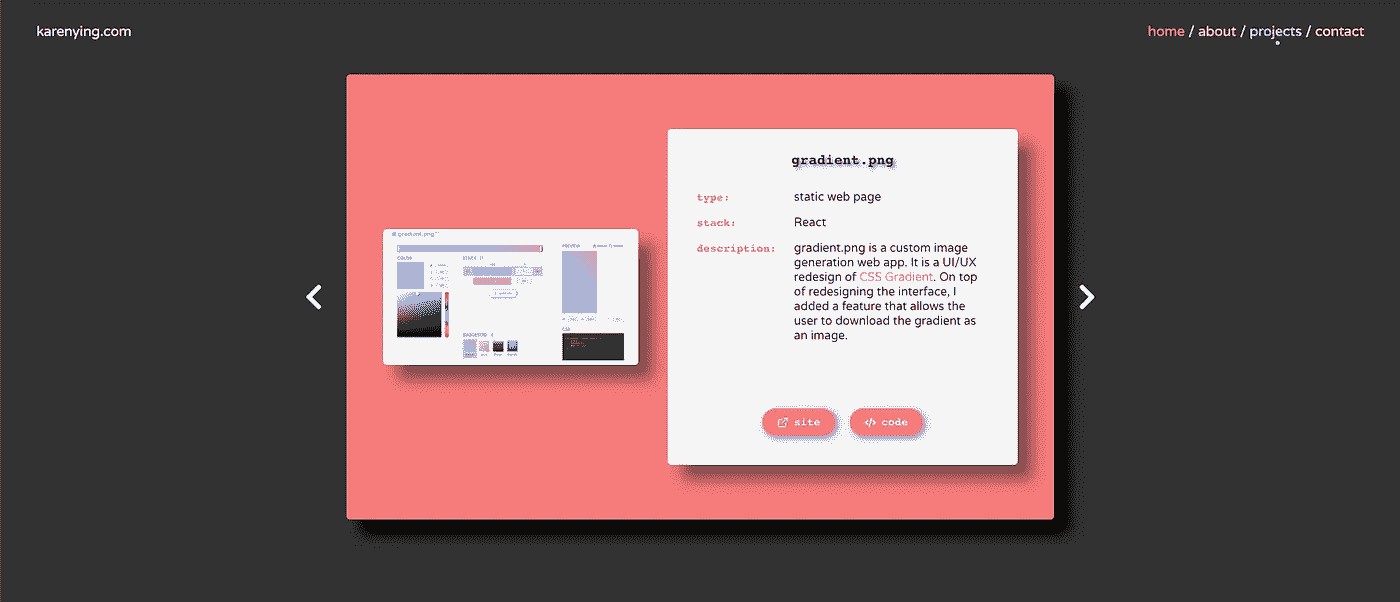 karenying.com
home / about / projects / contact
gradient.png
type: static web page
stack: React
description: gradient.png is a custom image
generation web app. It is a UI/UX
redesign of CSS Gradient. On top
of redesigning the interface, I
added a feature that allows the
user to download the gradient as
an image.
site
</> code
gradient.png